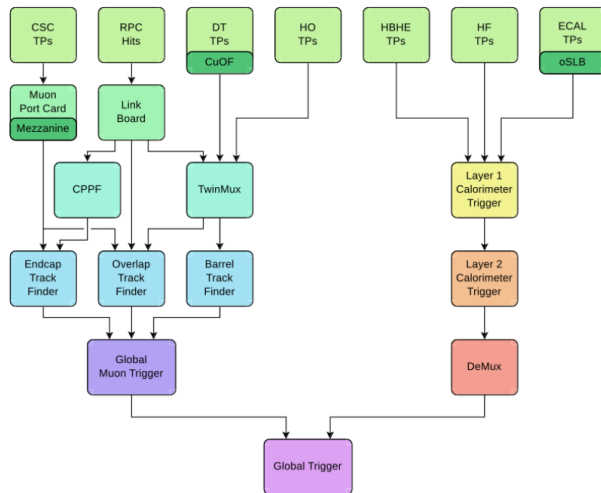 CSC
TPs
RPC
Hits
DT
TPs
CuOF
HO
TPs
HBHE
TPs
HF
TPs
ECAL
TPs
oSLB
Muon
Port Card
Mezzanine
Link
Board
CPPF
TwinMux
Layer 1
Calorimeter
Trigger
Endcap
Track
Finder
Overlap
Track
Finder
Barrel
Track
Finder
Layer 2
Calorimeter
Trigger
Global
Muon Trigger
DeMux
Global Trigger